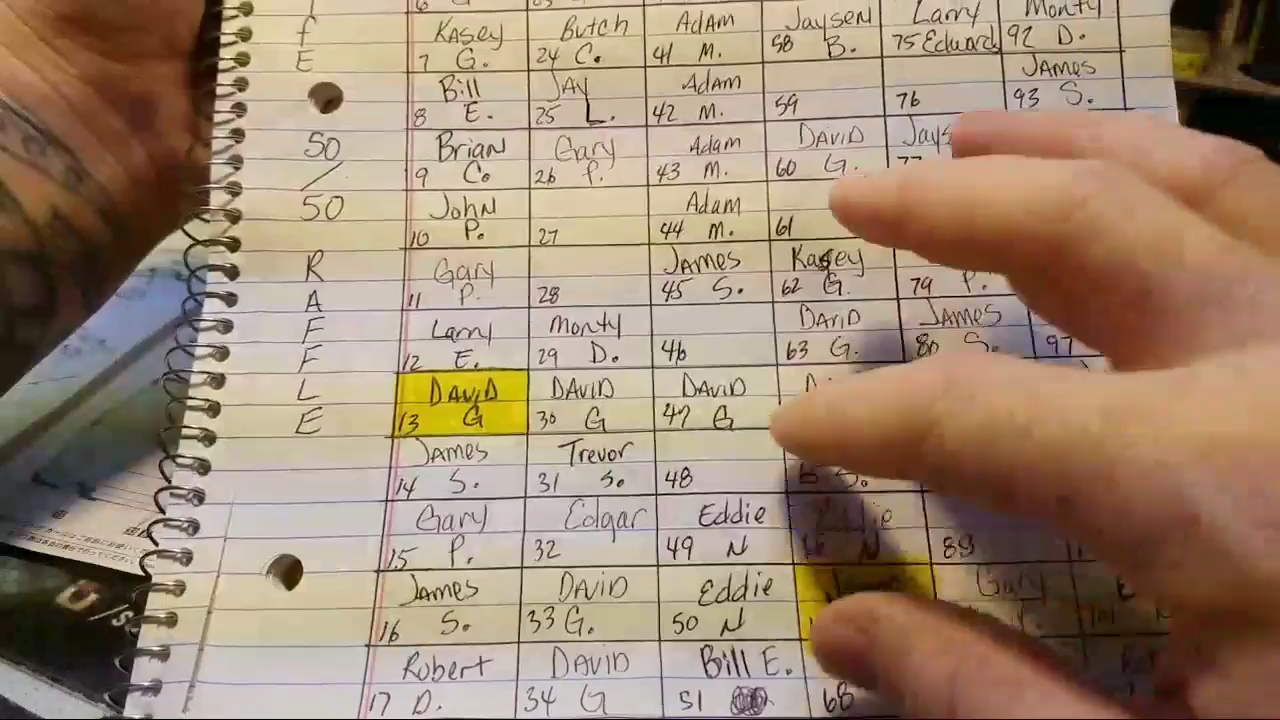 f Kasey Butch Adam Jaysen Larry Monty
E 7 G. 24 C. 41 M. 58 B. 75 Edward 92 D.
Bill Jay Adam James
8 E. 25 L. 42 M. 59 76 93 S.
50 Brian Gary Adam David
/ 9 C. 26 P. 43 M. 60 G. 77
50 John Adam
10 P. 27 44 M. 61
R Gary James Kasey
A 11 P. 28 45 S. 62 G. 79 P.
F Larry Monty David James
F 12 E. 29 D. 46 63 G. 80 S. 97
L David David David
E 13 G 30 G 47 G
James Trevor
14 S. 31 S. 48 S.
Gary Edgar Eddie Eddie
15 P. 32 49 N N
James David Eddie Gary
16 S. 33 G. 50 N 101
Robert David Bill E.
17 D. 34 G 51 68